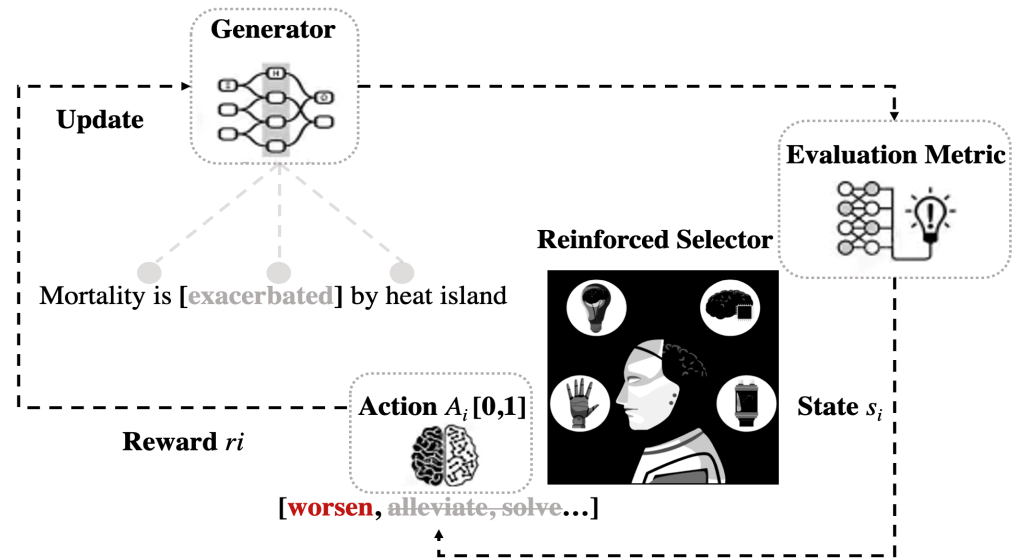 Generator
Update
Evaluation Metric
Reinforced Selector
Mortality is [exacerbated] by heat island
Action Ai [0,1]
State si
Reward ri
[worsen, alleviate, solve…]